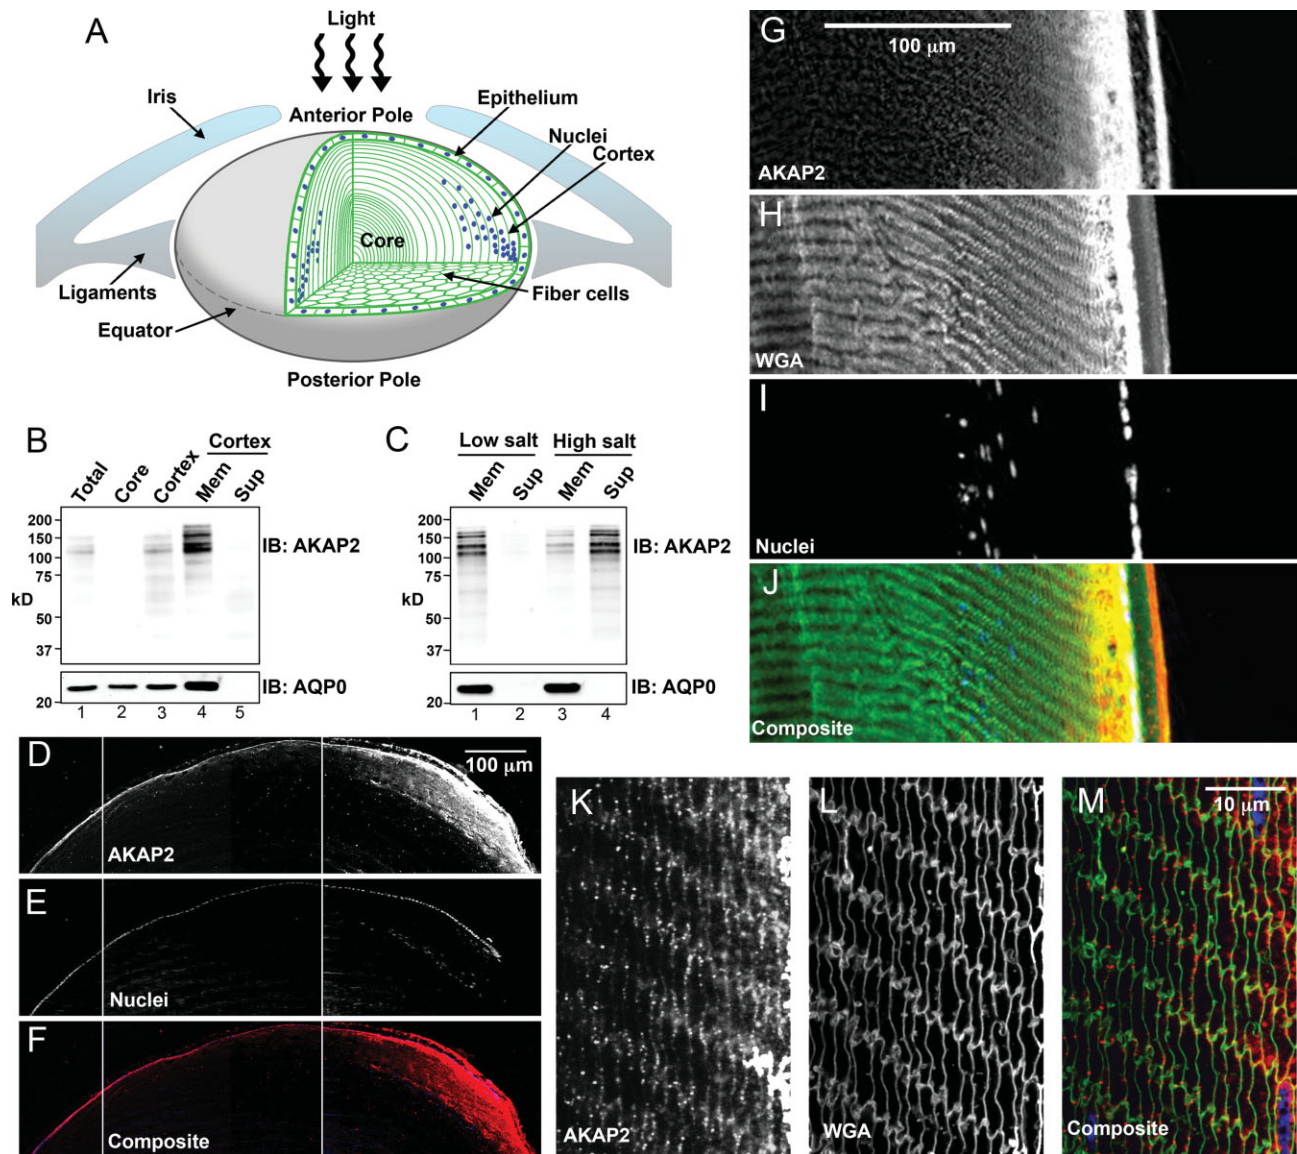 A
Light
Iris
Anterior Pole
Epithelium
Nuclei
Cortex
Core
Ligaments
Equator
Fiber cells
Posterior Pole
B
Cortex
Total
Core
Cortex
Mem
Sup
200
150
100
75
kD
50
37
20
IB: AKAP2
IB: AQP0
1 2 3 4 5
C
Low salt
High salt
Mem
Sup
Mem
Sup
200
150
100
75
kD
50
37
20
IB: AKAP2
IB: AQP0
1 2 3 4
D
100 μm
AKAP2
E
Nuclei
F
Composite
G
100 μm
AKAP2
H
WGA
I
Nuclei
J
Composite
K
AKAP2
L
WGA
M
10 μm
Composite